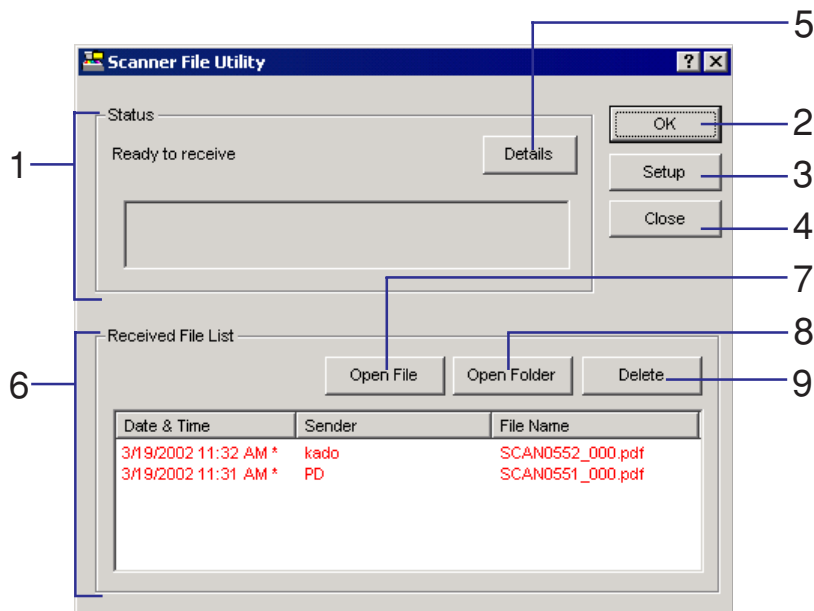 5
Scanner File Utility
Status
OK
2
1
Ready to receive
Details
Setup
3
Close
4
7
Received File List
8
6
Open File
Open Folder
Delete
9
Date & Time Sender File Name
3/19/2002 11:32 AM * kado SCAN0552_000.pdf
3/19/2002 11:31 AM * PD SCAN0551_000.pdf